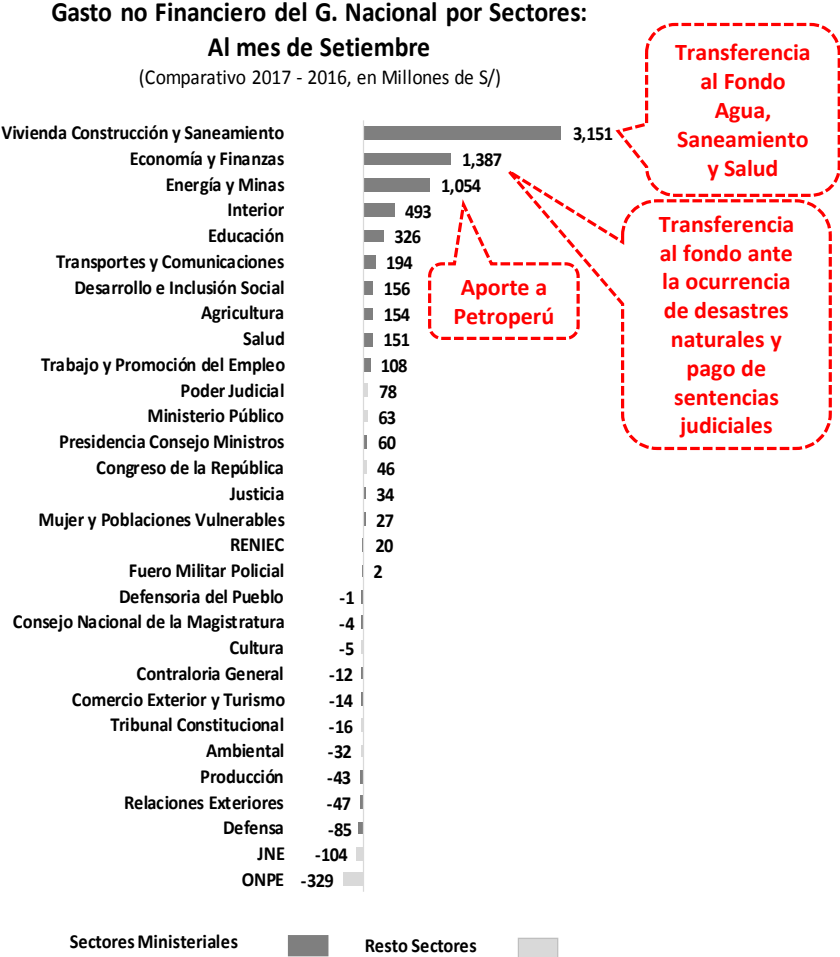 Gasto no Financiero del G. Nacional por Sectores:
Al mes de Setiembre
(Comparativo 2017 - 2016, en Millones de S/)
Transferencia
al Fondo
Agua,
Saneamiento
y Salud
Vivienda Construcción y Saneamiento 3,151
Economía y Finanzas 1,387
Energía y Minas 1,054
Interior 493
Educación 326
Transportes y Comunicaciones 194
Desarrollo e Inclusión Social 156
Agricultura 154
Salud 151
Trabajo y Promoción del Empleo 108
Poder Judicial 78
Ministerio Público 63
Presidencia Consejo Ministros 60
Congreso de la República 46
Justicia 34
Mujer y Poblaciones Vulnerables 27
RENIEC 20
Fuero Militar Policial 2
Defensoria del Pueblo -1
Consejo Nacional de la Magistratura -4
Cultura -5
Contraloria General -12
Comercio Exterior y Turismo -14
Tribunal Constitucional -16
Ambiental -32
Producción -43
Relaciones Exteriores -47
Defensa -85
JNE -104
ONPE -329
Transferencia
al fondo ante
la ocurrencia
de desastres
naturales y
pago de
sentencias
judiciales
Aporte a
Petroperú
Sectores Ministeriales Resto Sectores